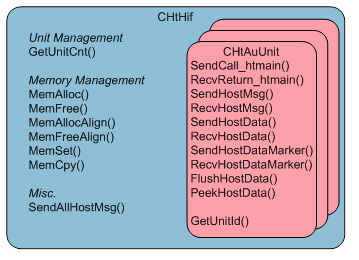 CHtHif
Unit Management
GetUnitCnt()
Memory Management
MemAlloc()
MemFree()
MemAllocAlign()
MemFreeAlign()
MemSet()
MemCpy()
Misc.
SendAllHostMsg()
CHtAuUnit
SendCall_htmain()
RecvReturn_htmain()
SendHostMsg()
RecvHostMsg()
SendHostData()
RecvHostData()
SendHostDataMarker()
RecvHostDataMarker()
FlushHostData()
PeekHostData()
GetUnitId()